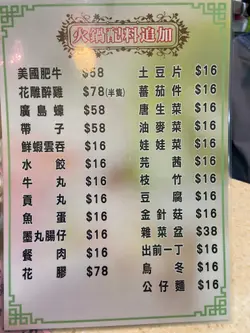 火鍋配料追加
美國肥牛 $58
花雕醉雞 $78(半隻)
廣島蠔 $58
帶子 $58
鮮蝦雲吞 $16
水餃 $16
牛丸 $16
貢丸 $16
魚蛋 $16
墨丸腸仔 $16
餐肉 $16
花膠 $78
土豆片 $16
蕃茄件 $16
唐生菜 $16
油麥菜 $16
娃娃菜 $16
芫茜 $16
枝竹 $16
豆腐 $16
金針菇 $16
雜菜盆 $38
出前一丁 $16
烏冬 $16
公仔麵 $16